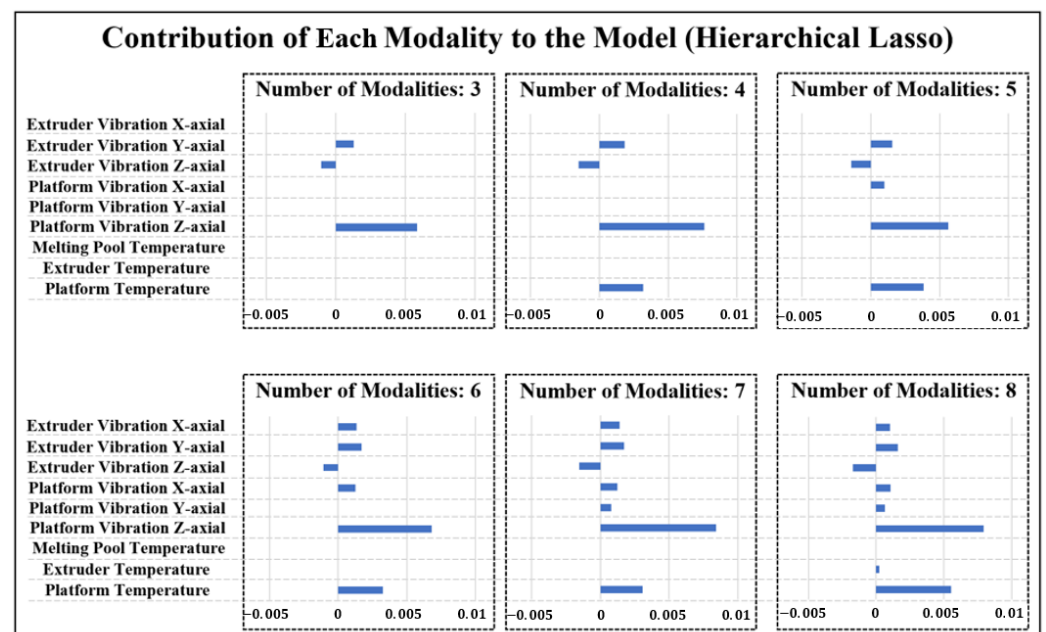 Contribution of Each Modality to the Model (Hierarchical Lasso)
Number of Modalities: 3
Number of Modalities: 4
Number of Modalities: 5
Extruder Vibration X-axial
Extruder Vibration Y-axial
Extruder Vibration Z-axial
Platform Vibration X-axial
Platform Vibration Y-axial
Platform Vibration Z-axial
Melting Pool Temperature
Extruder Temperature
Platform Temperature
−0.005 0 0.005 0.01
−0.005 0 0.005 0.01
−0.005 0 0.005 0.01
Number of Modalities: 6
Number of Modalities: 7
Number of Modalities: 8
Extruder Vibration X-axial
Extruder Vibration Y-axial
Extruder Vibration Z-axial
Platform Vibration X-axial
Platform Vibration Y-axial
Platform Vibration Z-axial
Melting Pool Temperature
Extruder Temperature
Platform Temperature
−0.005 0 0.005 0.01
−0.005 0 0.005 0.01
−0.005 0 0.005 0.01